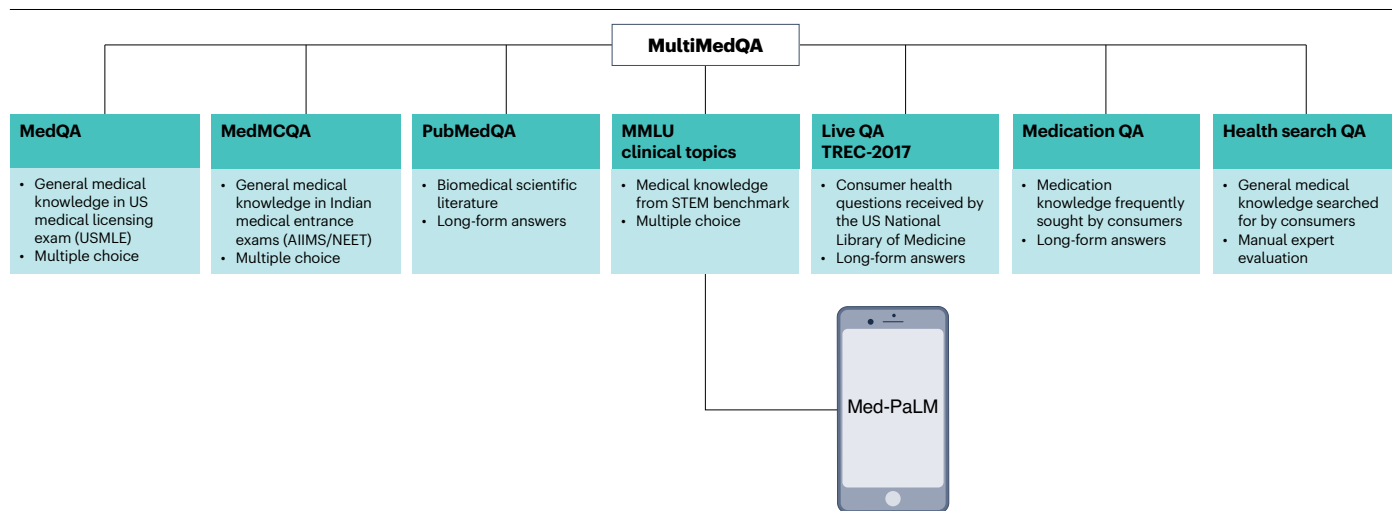 MultiMedQA
MedQA
• General medical
knowledge in US
medical licensing
exam (USMLE)
• Multiple choice
MedMCQA
• General medical
knowledge in Indian
medical entrance
exams (AIIMS/NEET)
• Multiple choice
PubMedQA
• Biomedical scientific
literature
• Long-form answers
MMLU
clinical topics
• Medical knowledge
from STEM benchmark
• Multiple choice
Live QA
TREC-2017
• Consumer health
questions received by
the US National
Library of Medicine
• Long-form answers
Medication QA
• Medication
knowledge frequently
sought by consumers
• Long-form answers
Health search QA
• General medical
knowledge searched
for by consumers
• Manual expert
evaluation
Med-PaLM